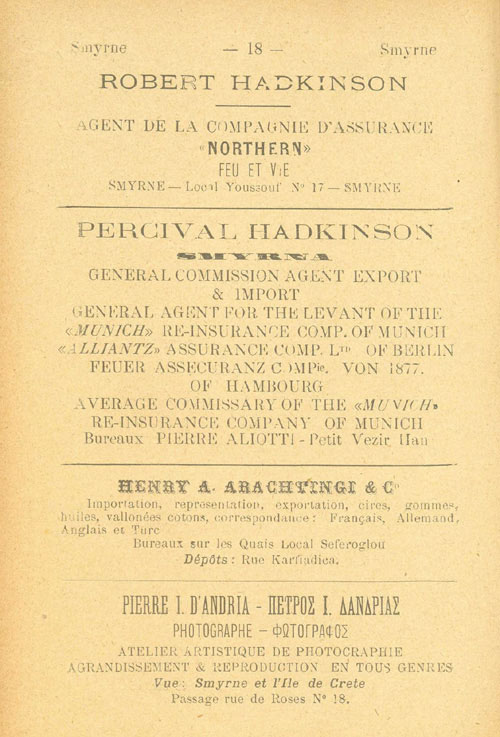 Smyrne — 18 — Smyrne
ROBERT HADKINSON
AGENT DE LA COMPAGNIE D'ASSURANCE
«NORTHERN»
FEU ET ViE
SMYRNE — Local Youssouf Nº 17 — SMYRNE
PERCIVAL HADKINSON
SMYRNA
GENERAL COMMISSION AGENT EXPORT
& IMPORT
GENERAL AGENT FOR THE LEVANT OF THE
«MUNICH» RE-INSURANCE COMP. OF MUNICH
«ALLIANTZ» ASSURANCE COMP. LTD OF BERLIN
FEUER ASSECURANZ COMPie. VON 1877.
OF HAMBOURG
AVERAGE COMMISSARY OF THE «MUNICH»
RE-INSURANCE COMPANY OF MUNICH
Bureaux PIERRE ALIOTTI - Petit Vezir Han
HENRY A. ARACHTINGI & Cº
Importation, représentation, exportation, cires, gommes,
huiles, vallonées cotons, correspondance: Français, Allemand,
Anglais et Turc
Bureaux sur les Quais Local Seferoglou
Dépôts: Rue Karfiadica.
PIERRE I. D'ANDRIA - ΠΕΤΡΟΣ Ι. ΔΑΝΔΡΙΑΣ
PHOTOGRAPHE — ΦΩΤΟΓΡΑΦΟΣ
ATELIER ARTISTIQUE DE PHOTOCRAPHIE
AGRANDISSEMENT & REPRODUCTION EN TOUS GENRES
Vue: Smyrne et l'Ile de Crete
Passage rue de Roses Nº 18.